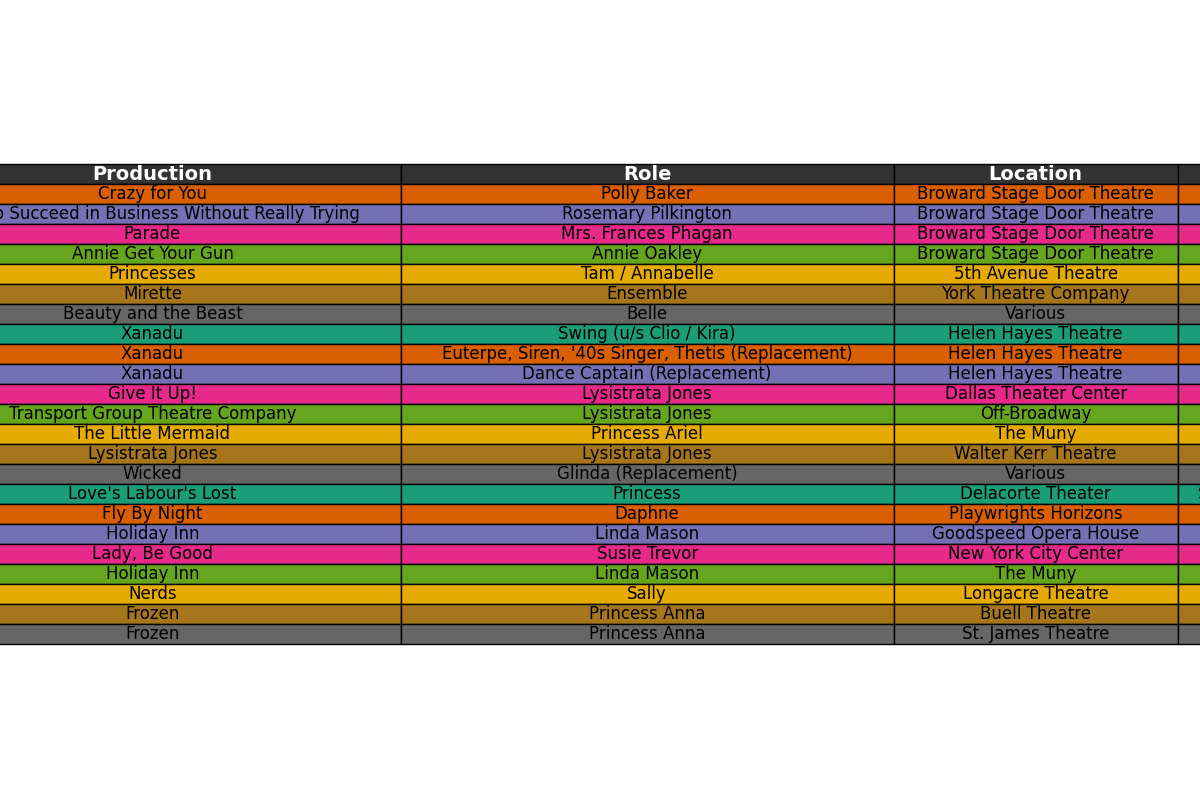 Production Role Location
Crazy for You Polly Baker Broward Stage Door Theatre
Succeed in Business Without Really Trying Rosemary Pilkington Broward Stage Door Theatre
Parade Mrs. Frances Phagan Broward Stage Door Theatre
Annie Get Your Gun Annie Oakley Broward Stage Door Theatre
Princesses Tam / Annabelle 5th Avenue Theatre
Mirette Ensemble York Theatre Company
Beauty and the Beast Belle Various
Xanadu Swing (u/s Clio / Kira) Helen Hayes Theatre
Xanadu Euterpe, Siren, '40s Singer, Thetis (Replacement) Helen Hayes Theatre
Xanadu Dance Captain (Replacement) Helen Hayes Theatre
Give It Up! Lysistrata Jones Dallas Theater Center
Transport Group Theatre Company Lysistrata Jones Off-Broadway
The Little Mermaid Princess Ariel The Muny
Lysistrata Jones Lysistrata Jones Walter Kerr Theatre
Wicked Glinda (Replacement) Various
Love's Labour's Lost Princess Delacorte Theater
Fly By Night Daphne Playwrights Horizons
Holiday Inn Linda Mason Goodspeed Opera House
Lady, Be Good Susie Trevor New York City Center
Holiday Inn Linda Mason The Muny
Nerds Sally Longacre Theatre
Frozen Princess Anna Buell Theatre
Frozen Princess Anna St. James Theatre